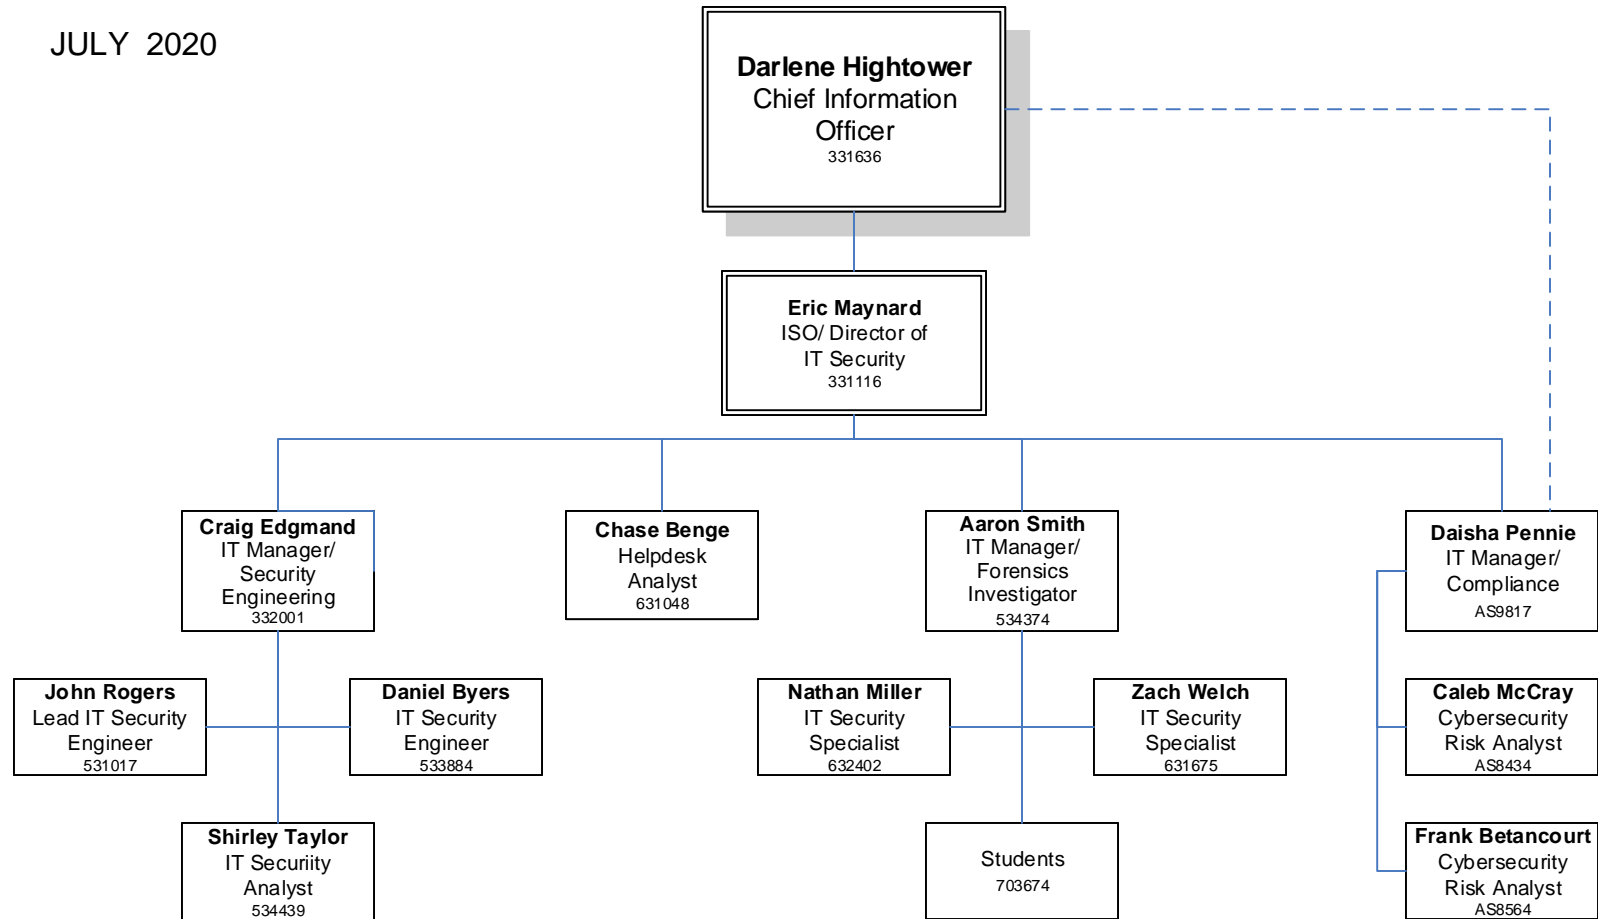 JULY 2020
Darlene Hightower
Chief Information
Officer
331636
Eric Maynard
ISO/ Director of
IT Security
331116
Craig Edgmand
IT Manager/
Security
Engineering
332001
Chase Benge
Helpdesk
Analyst
631048
Aaron Smith
IT Manager/
Forensics
Investigator
534374
Daisha Pennie
IT Manager/
Compliance
AS9817
John Rogers
Lead IT Security
Engineer
531017
Daniel Byers
IT Security
Engineer
533884
Nathan Miller
IT Security
Specialist
632402
Zach Welch
IT Security
Specialist
631675
Caleb McCray
Cybersecurity
Risk Analyst
AS8434
Shirley Taylor
IT Securiity
Analyst
534439
Students
703674
Frank Betancourt
Cybersecurity
Risk Analyst
AS8564